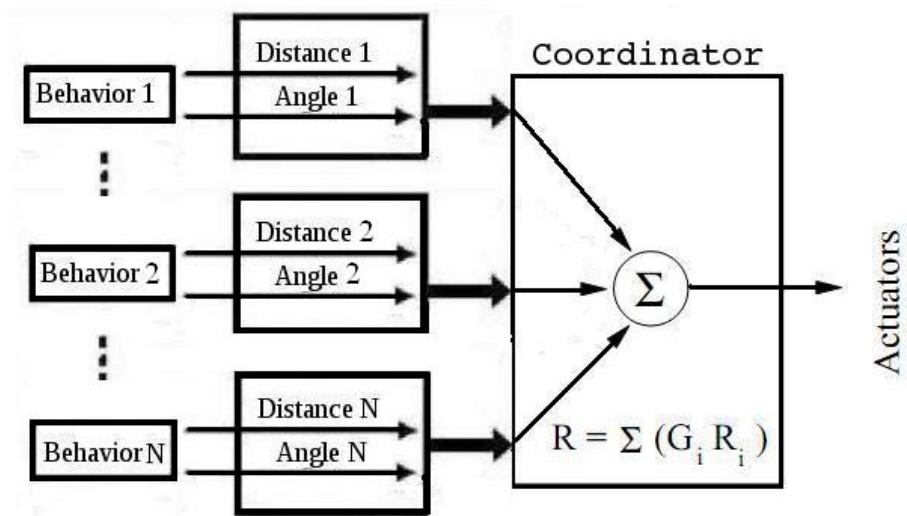 Behavior 1
Distance 1
Angle 1
Behavior 2
Distance 2
Angle 2
Behavior N
Distance N
Angle N
Coordinator
Σ
R = Σ (G_i R_i)
Actuators